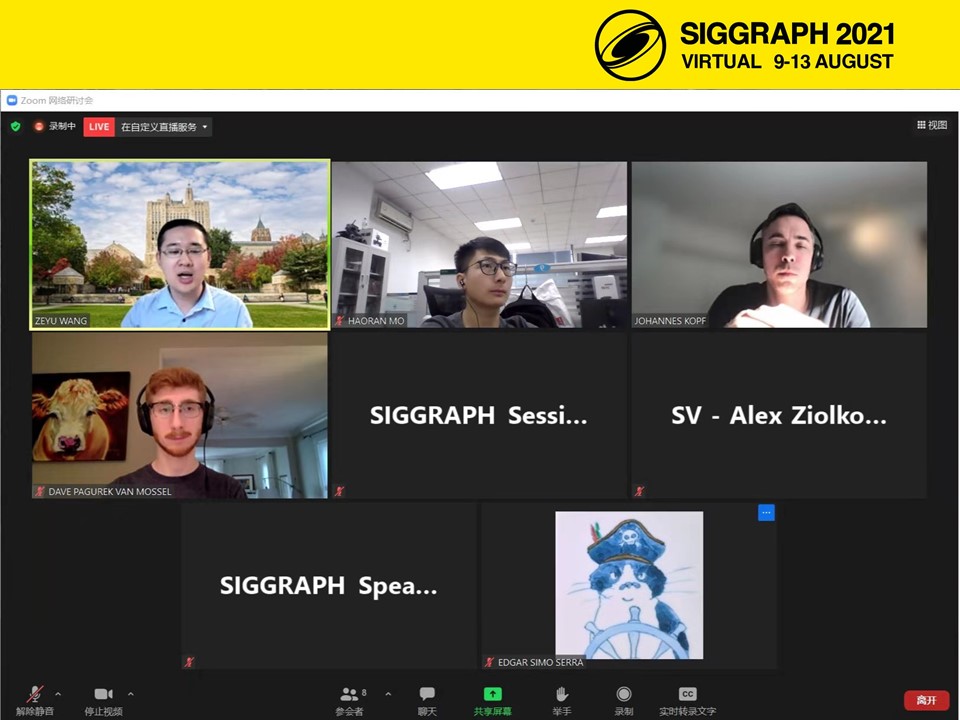 SIGGRAPH 2021
VIRTUAL 9-13 AUGUST
Zoom 网络研讨会
录制中
LIVE
在自定义直播服务
视图
ZEYU WANG
HAORAN MO
JOHANNES KOPF
DAVE PAGUREK VAN MOSSEL
SIGGRAPH Sessi...
SV - Alex Ziolko...
SIGGRAPH Spea...
EDGAR SIMO SERRA
解除静音
停止视频
8
参会者
聊天
共享屏幕
举手
录制
CC
实时转录文字
离开